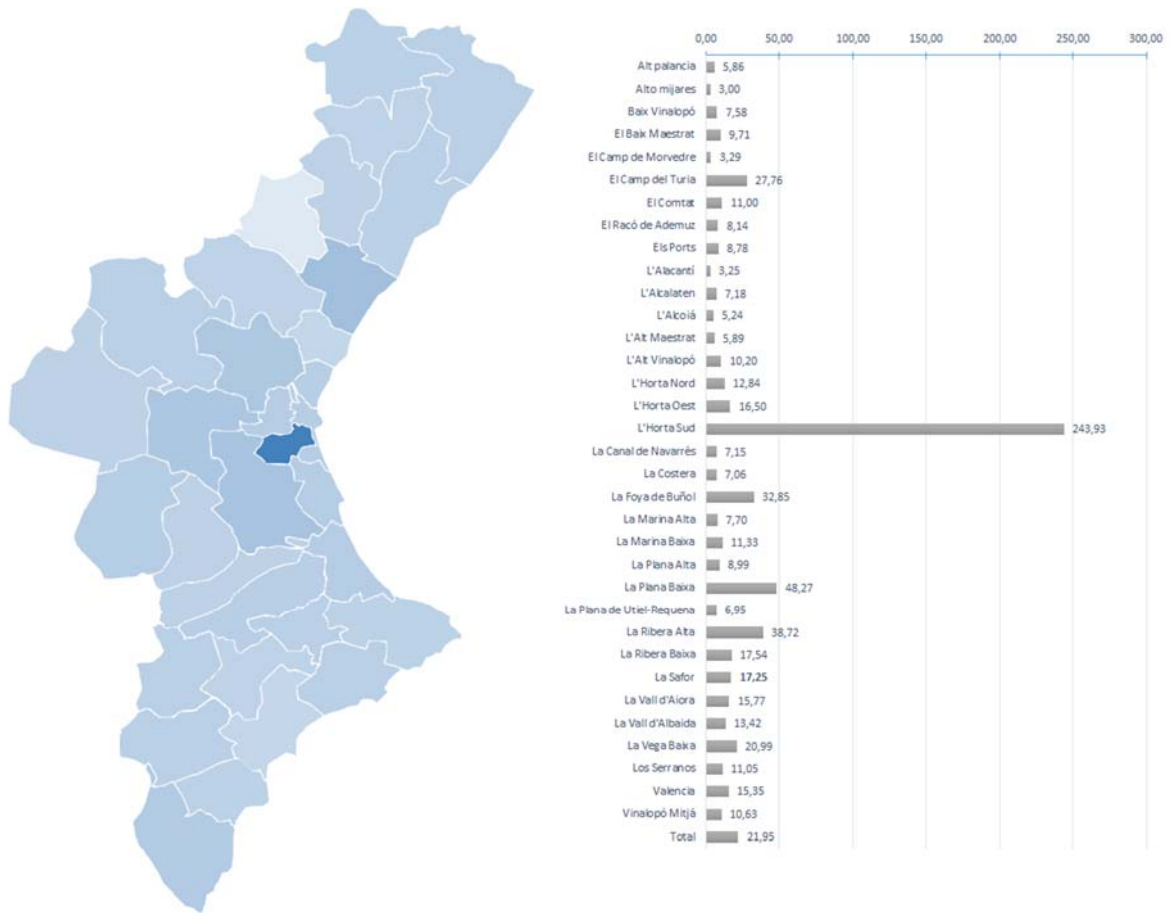 0,00 50,00 100,00 150,00 200,00 250,00 300,00
Alt palancia 5,86
Alto mijares 3,00
Baix Vinalopó 7,58
El Baix Maestrat 9,71
El Camp de Morvedre 3,29
El Camp del Turia 27,76
El Comtat 11,00
El Racó de Ademuz 8,14
Els Ports 8,78
L'Alacantí 3,25
L'Alcalaten 7,18
L'Alcoiá 5,24
L'Alt Maestrat 5,89
L'Alt Vinalopó 10,20
L'Horta Nord 12,84
L'Horta Oest 16,50
L'Horta Sud 243,93
La Canal de Navarrès 7,15
La Costera 7,06
La Foya de Buñol 32,85
La Marina Alta 7,70
La Marina Baixa 11,33
La Plana Alta 8,99
La Plana Baixa 48,27
La Plana de Utiel-Requena 6,95
La Ribera Alta 38,72
La Ribera Baixa 17,54
La Safor 17,25
La Vall d'Aiora 15,77
La Vall d'Albaida 13,42
La Vega Baixa 20,99
Los Serranos 11,05
Valencia 15,35
Vinalopó Mitjá 10,63
Total 21,95